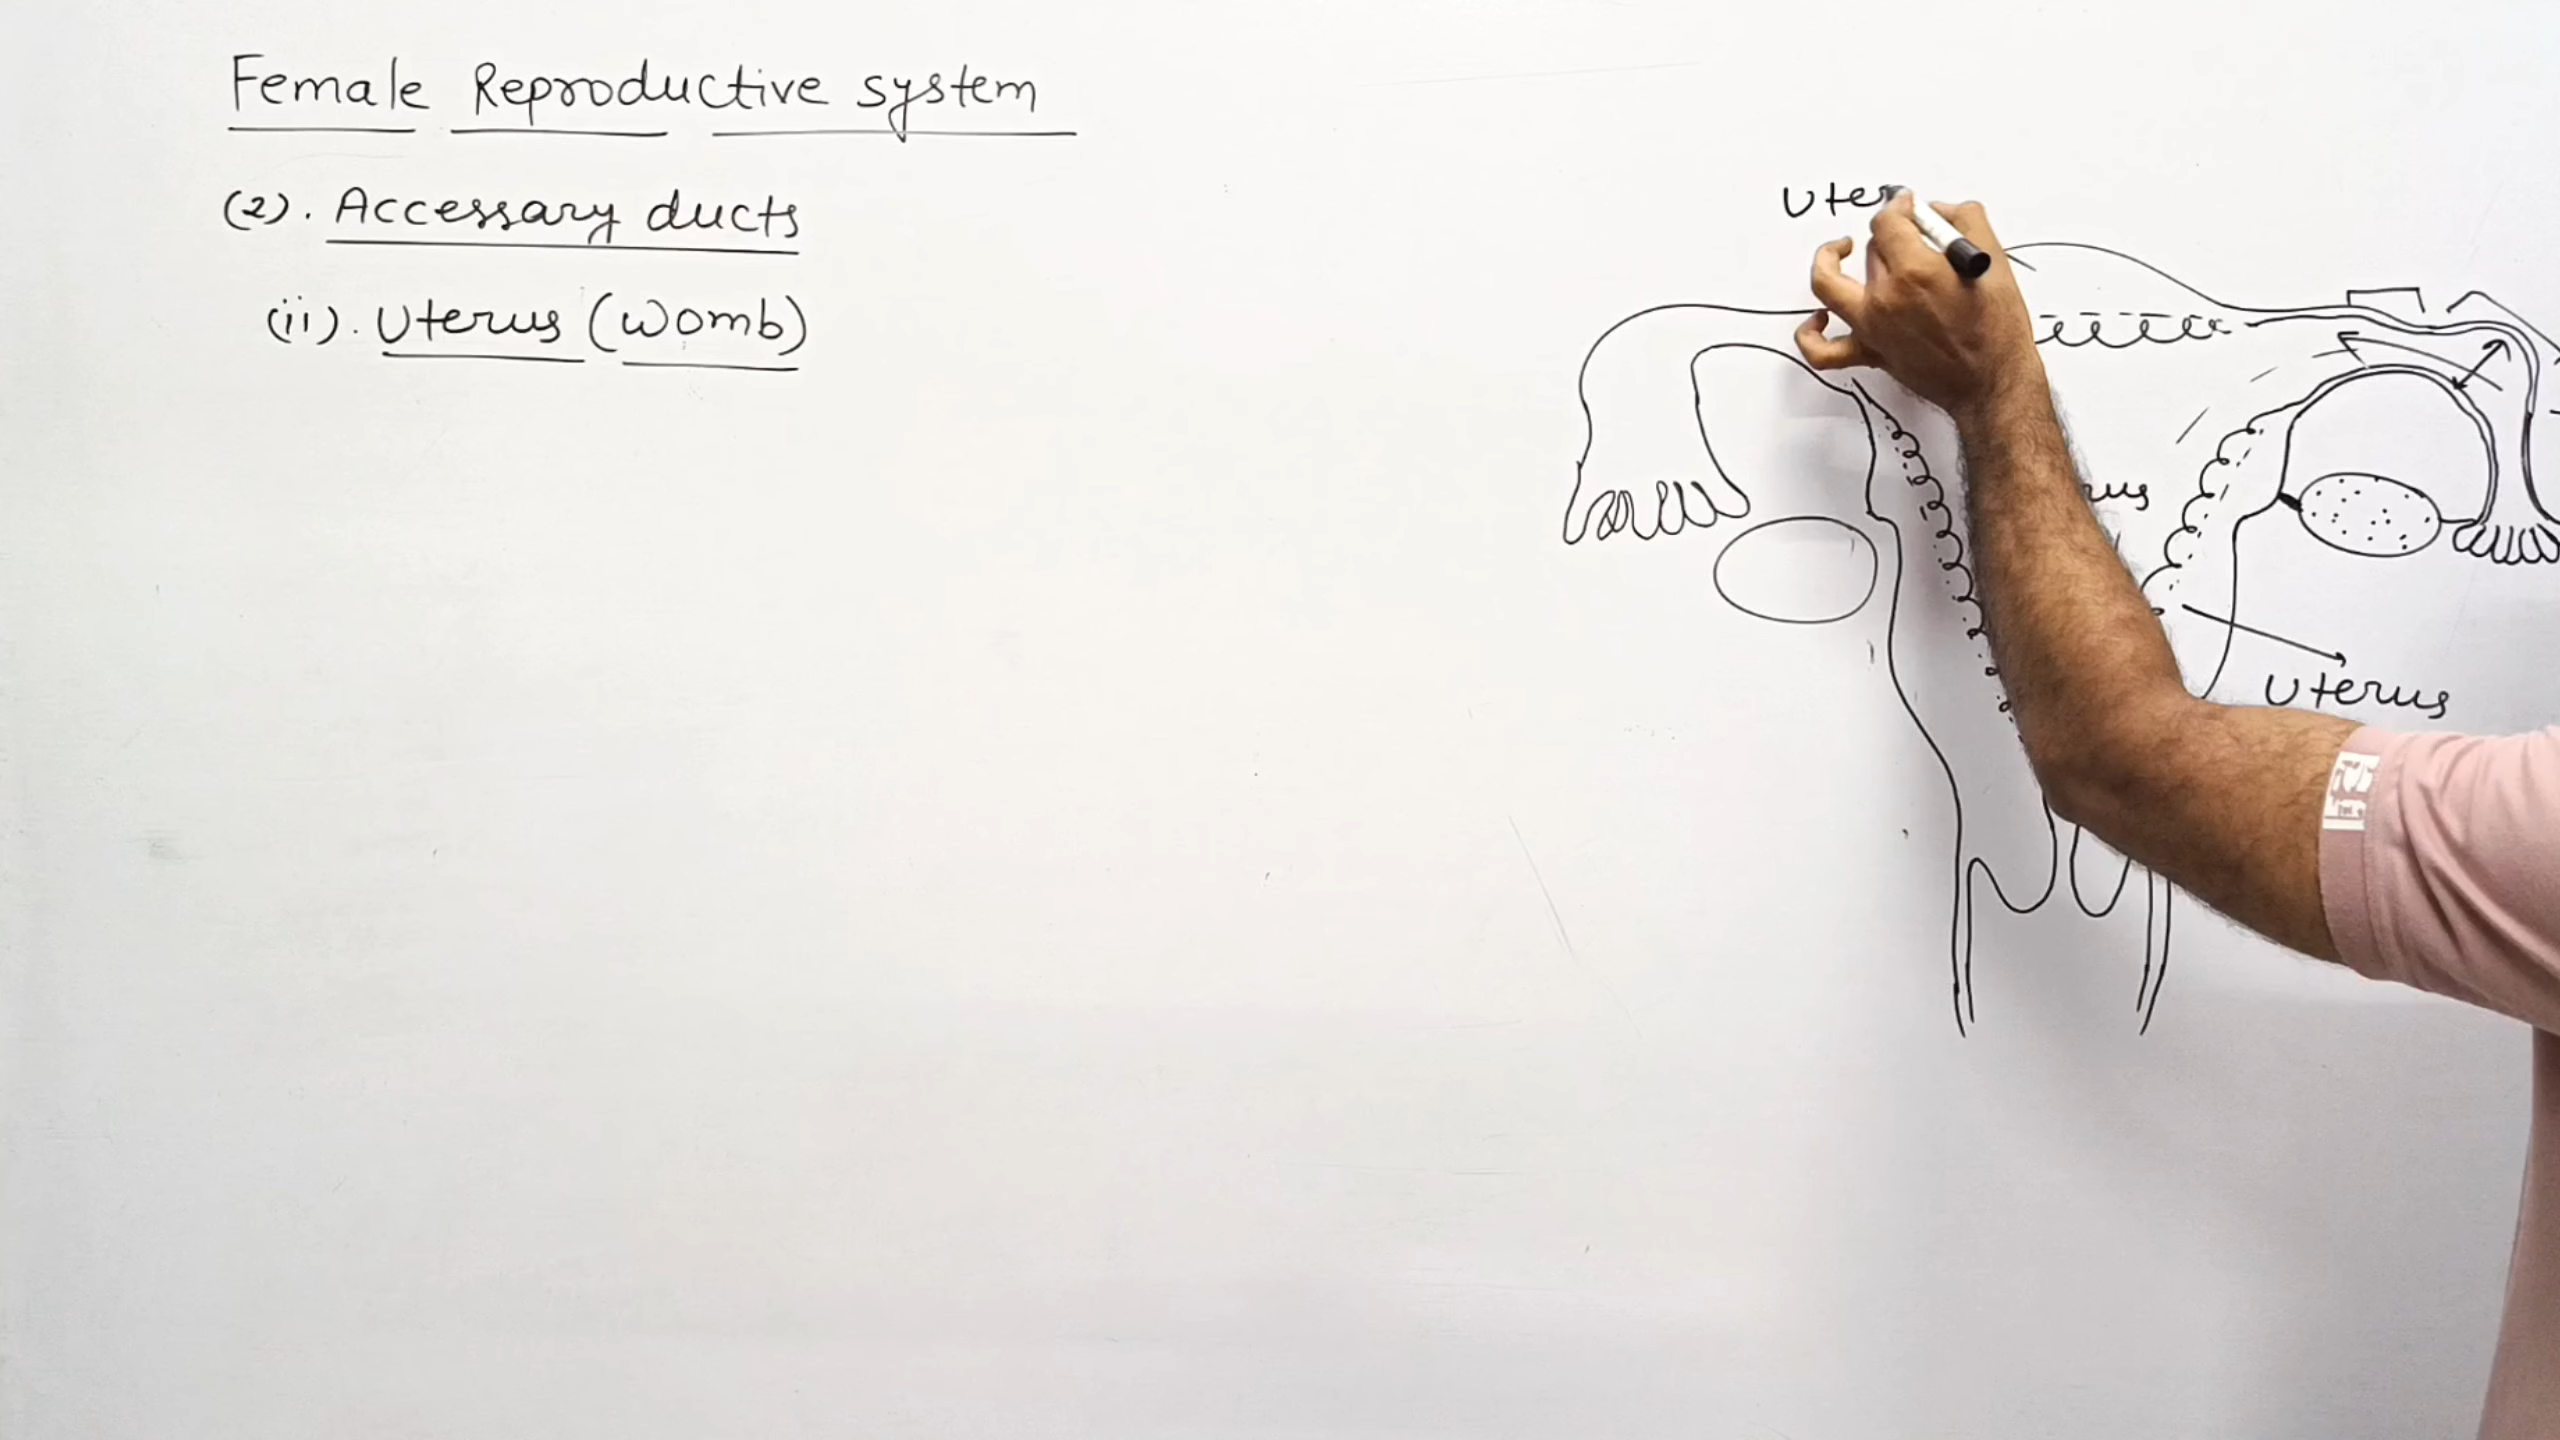 Female Reproductive system
(2). Accessary ducts
(ii). Uterus (Womb)
Uter
Uterus